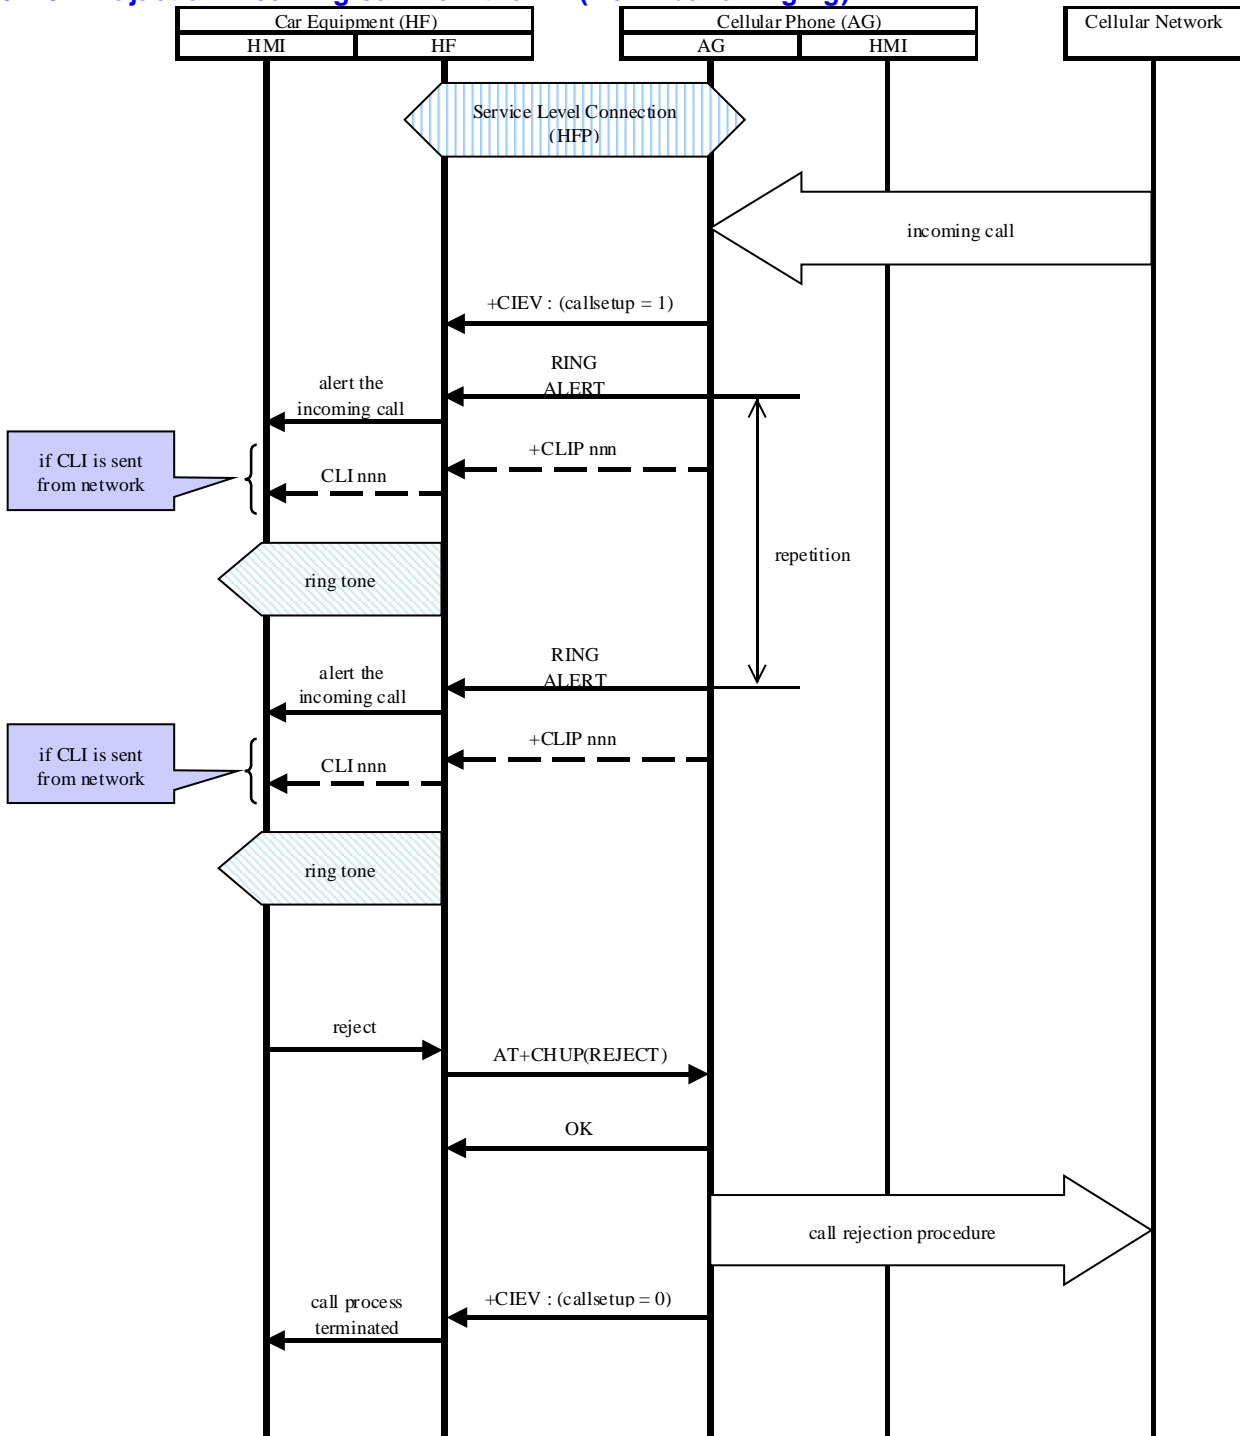 Car Equipment (HF)
Cellular Phone (AG)
Cellular Network
HMI
HF
AG
HMI
Service Level Connection
(HFP)
incoming call
+CIEV : (callsetup = 1)
RING
ALERT
alert the
incoming call
+CLIP nnn
if CLI is sent
from network
CLI nnn
repetition
ring tone
RING
ALERT
alert the
incoming call
+CLIP nnn
if CLI is sent
from network
CLI nnn
ring tone
reject
AT+CHUP(REJECT)
OK
call rejection procedure
+CIEV : (callsetup = 0)
call process
terminated